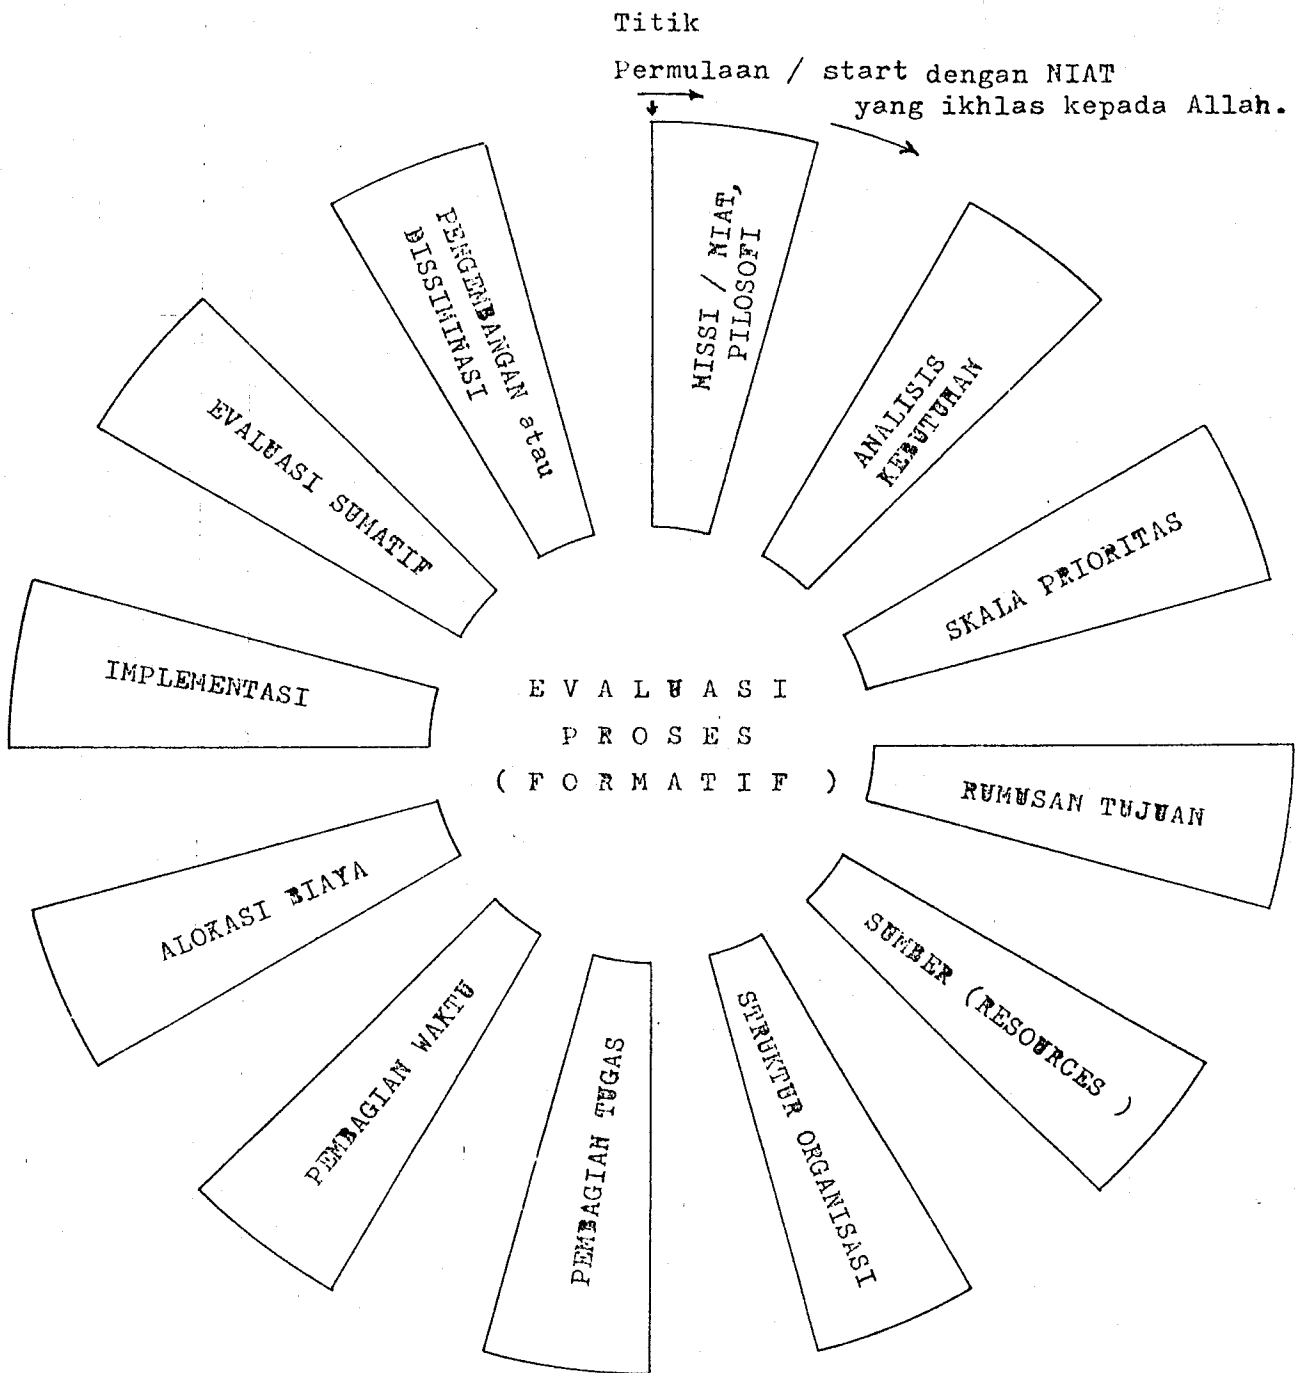 Titik
Permulaan / start dengan NIAT
yang ikhlas kepada Allah.
MISSI / NIAT,
PILOSOFI
ANALISIS
KEBUTUHAN
SKALA PRIORITAS
RUMUSAN TUJUAN
SUMBER (RESOURCES )
STRUKTUR ORGANISASI
PEMBAGIAN TUGAS
PEMBAGIAN WAKTU
ALOKASI BIAYA
IMPLEMENTASI
EVALUASI SUMATIF
PENGEMBANGAN atau
DISSIMINASI
E V A L U A S I
P R O S E S
( F O R M A T I F )